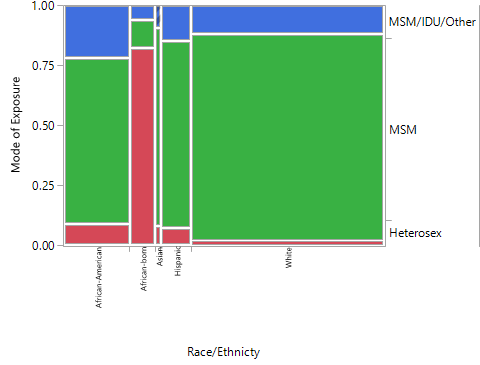 1.00
0.75
0.50
0.25
0.00
Mode of Exposure
MSM/IDU/Other
MSM
Heterosex
African-American
African-born
Asian
Hispanic
White
Race/Ethnicty